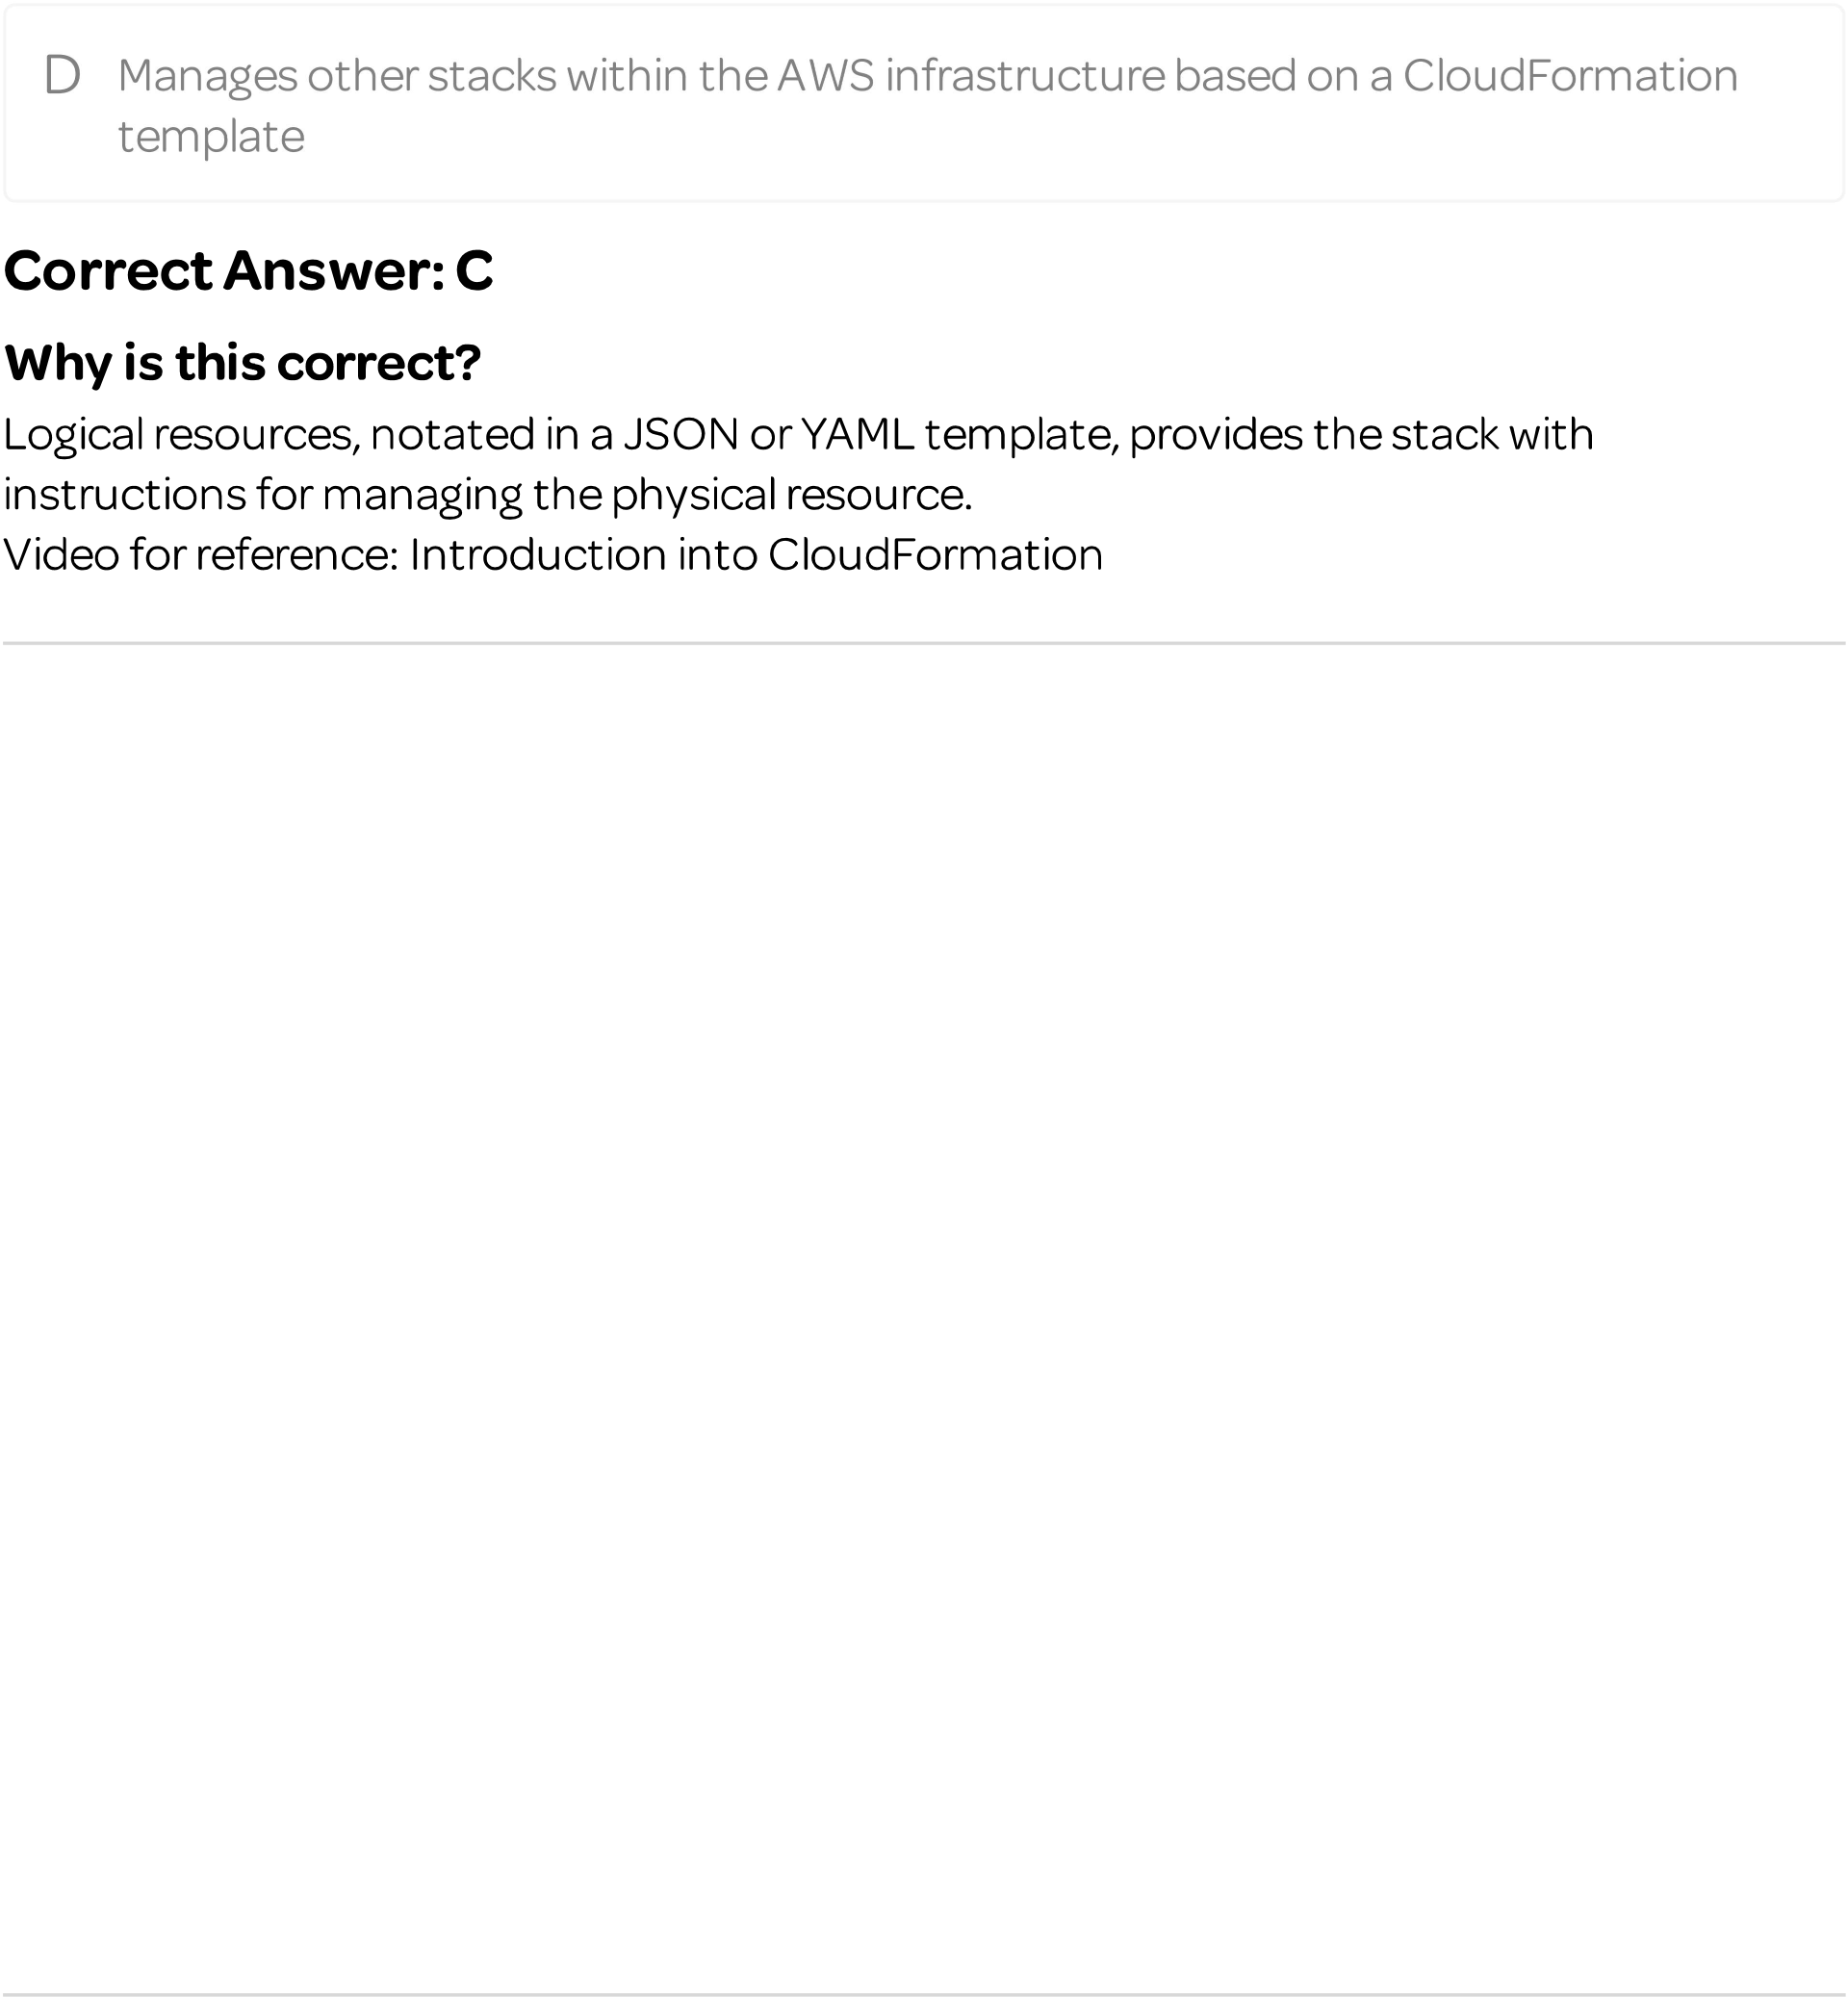 D Manages other stacks within the AWS infrastructure based on a CloudFormation
template
Correct Answer: C
Why is this correct?
Logical resources, notated in a JSON or YAML template, provides the stack with
instructions for managing the physical resource.
Video for reference: Introduction into CloudFormation